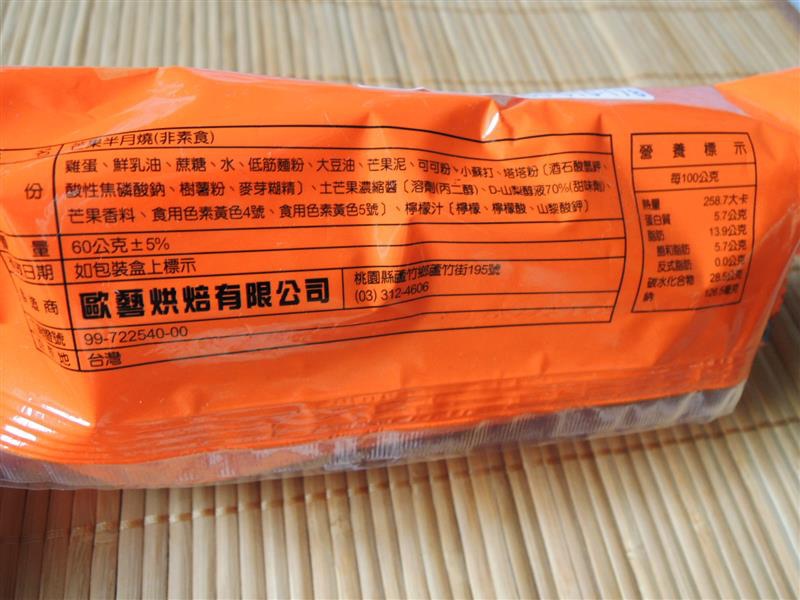 名 芒果半月燒(非素食)
雞蛋、鮮乳油、蔗糖、水、低筋麵粉、大豆油、芒果泥、可可粉、小蘇打、塔塔粉〔酒石酸氫鉀、
份 酸性焦磷酸鈉、樹薯粉、麥芽糊精〕、土芒果濃縮醬〔溶劑(丙二醇)、D-山梨醇液70%(甜味劑)、
芒果香料、食用色素黃色4號、食用色素黃色5號〕、檸檬汁〔檸檬、檸檬酸、山梨酸鉀〕
量 60公克±5%
日期 如包裝盒上標示
商 歐藝烘焙有限公司 桃園縣蘆竹鄉蘆竹街195號
(03) 312-4606
號 99-722540-00
地 台灣
營養標示
每100公克
熱量 258.7大卡
蛋白質 5.7公克
脂肪 13.9公克
飽和脂肪 5.7公克
反式脂肪 0.0公克
碳水化合物 28.5公克
鈉 126.5毫克